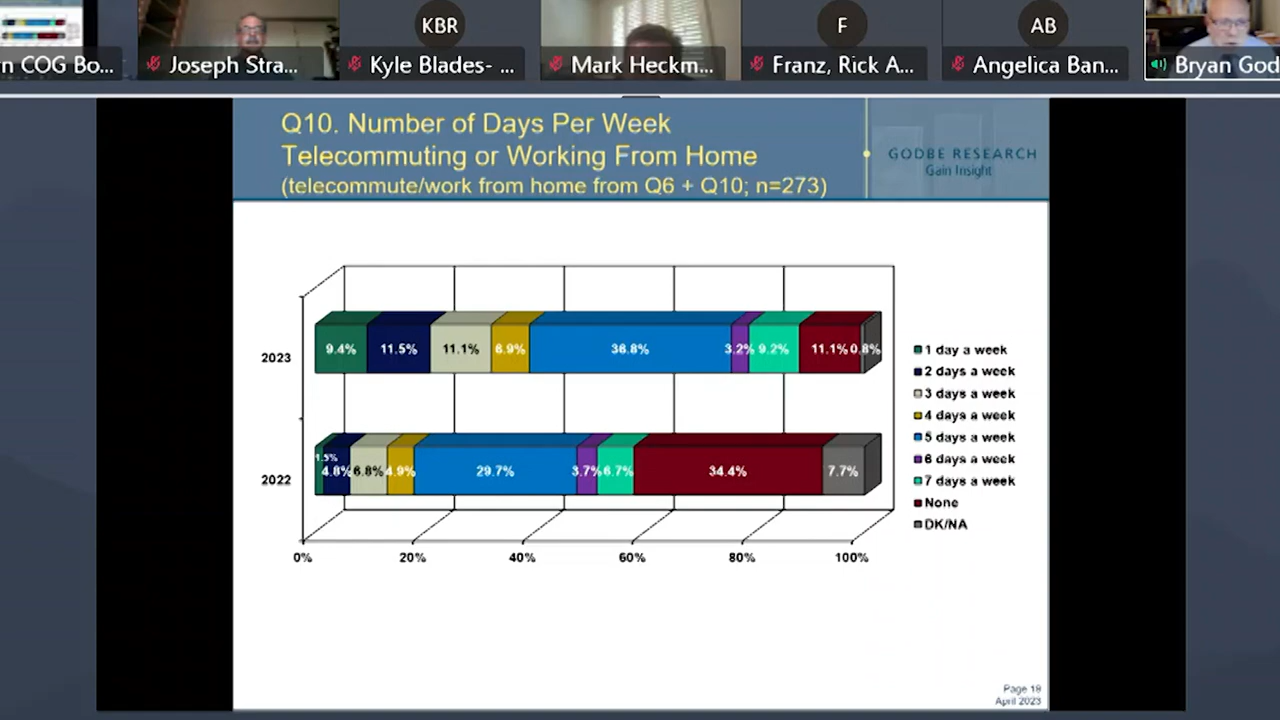 KBR
F
AB
n COG Bo...
Joseph Stra...
Kyle Blades- ...
Mark Heckm...
Franz, Rick A...
Angelica Ban...
Bryan God
Q10. Number of Days Per Week
Telecommuting or Working From Home
(telecommute/work from home from Q6 + Q10; n=273)
GODBE RESEARCH
Gain Insight
2023
9.4%
11.5%
11.1%
6.9%
36.8%
3.2%
9.2%
11.1%
0.8%
2022
1.5%
4.8%
6.8%
4.9%
29.7%
3.7%
6.7%
34.4%
7.7%
0%
20%
40%
60%
80%
100%
1 day a week
2 days a week
3 days a week
4 days a week
5 days a week
6 days a week
7 days a week
None
DK/NA
Page 18
April 2023